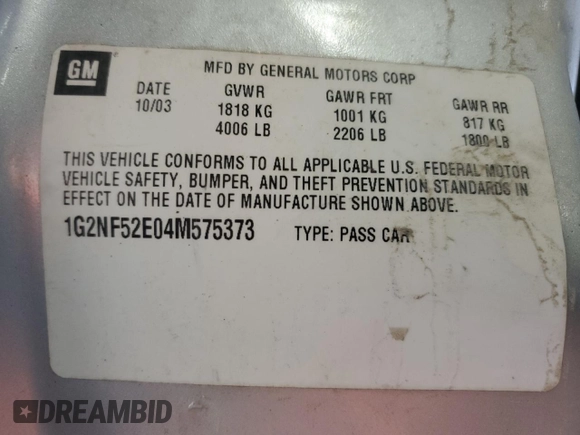 GM
MFD BY GENERAL MOTORS CORP
DATE GVWR GAWR FRT GAWR RR
10/03 1818 KG 1001 KG 817 KG
4006 LB 2206 LB 1800 LB
THIS VEHICLE CONFORMS TO ALL APPLICABLE U.S. FEDERAL MOTOR
VEHICLE SAFETY, BUMPER, AND THEFT PREVENTION STANDARDS IN
EFFECT ON THE DATE OF MANUFACTURE SHOWN ABOVE.
1G2NF52E04M575373 TYPE: PASS CAR
DREAMBID